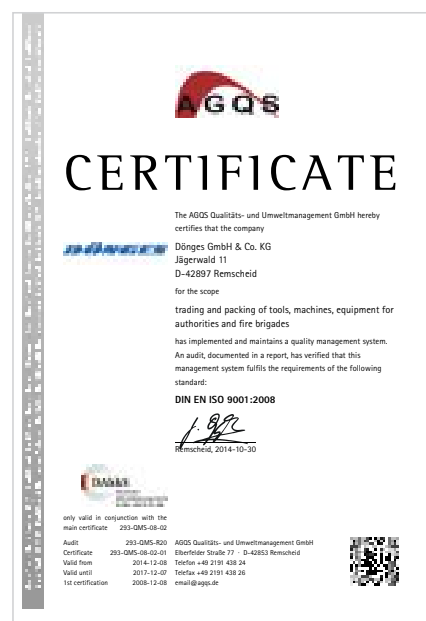 AGQS
CERTIFICATE
The AGQS Qualitäts- und Umweltmanagement GmbH hereby
certifies that the company
DÖNGES
Dönges GmbH & Co. KG
Jägerwald 11
D-42897 Remscheid
for the scope
trading and packing of tools, machines, equipment for
authorities and fire brigades
has implemented and maintains a quality management system.
An audit, documented in a report, has verified that this
management system fulfils the requirements of the following
standard:
DIN EN ISO 9001:2008
Remscheid, 2014-10-30
DAkkS
only valid in conjunction with the
main certificate 293-QMS-08-02
Audit 293-QMS-R20
Certificate 293-QMS-08-02-01
Valid from 2014-12-08
Valid until 2017-12-07
1st certification 2008-12-08
AGQS Qualitäts- und Umweltmanagement GmbH
Elberfelder Straße 77 · D-42853 Remscheid
Telefon +49 2191 438 24
Telefax +49 2191 438 26
email@agqs.de